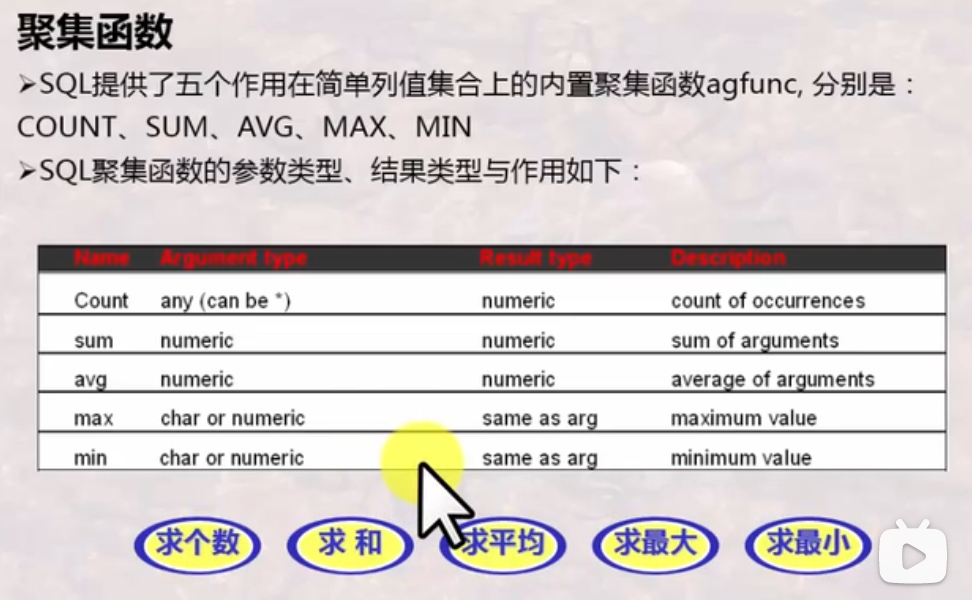 聚集函数
➢SQL提供了五个作用在简单列值集合上的内置聚集函数agfunc, 分别是：
COUNT、SUM、AVG、MAX、MIN
➢SQL聚集函数的参数类型、结果类型与作用如下：
Name Argument type Result type Description
Count any (can be *) numeric count of occurrences
sum numeric numeric sum of arguments
avg numeric numeric average of arguments
max char or numeric same as arg maximum value
min char or numeric same as arg minimum value
求个数 求 和 求平均 求最大 求最小